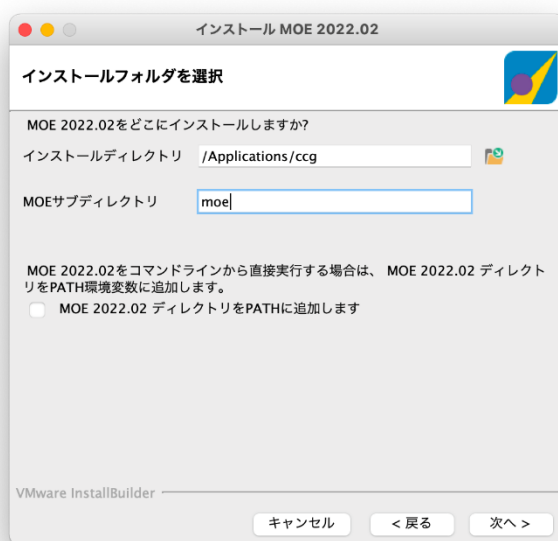 インストール MOE 2022.02
インストールフォルダを選択
MOE 2022.02をどこにインストールしますか?
インストールディレクトリ /Applications/ccg
MOEサブディレクトリ moe
MOE 2022.02をコマンドラインから直接実行する場合は、 MOE 2022.02 ディレクト
リをPATH環境変数に追加します。
MOE 2022.02 ディレクトリをPATHに追加します
VMware InstallBuilder
キャンセル < 戻る 次へ >